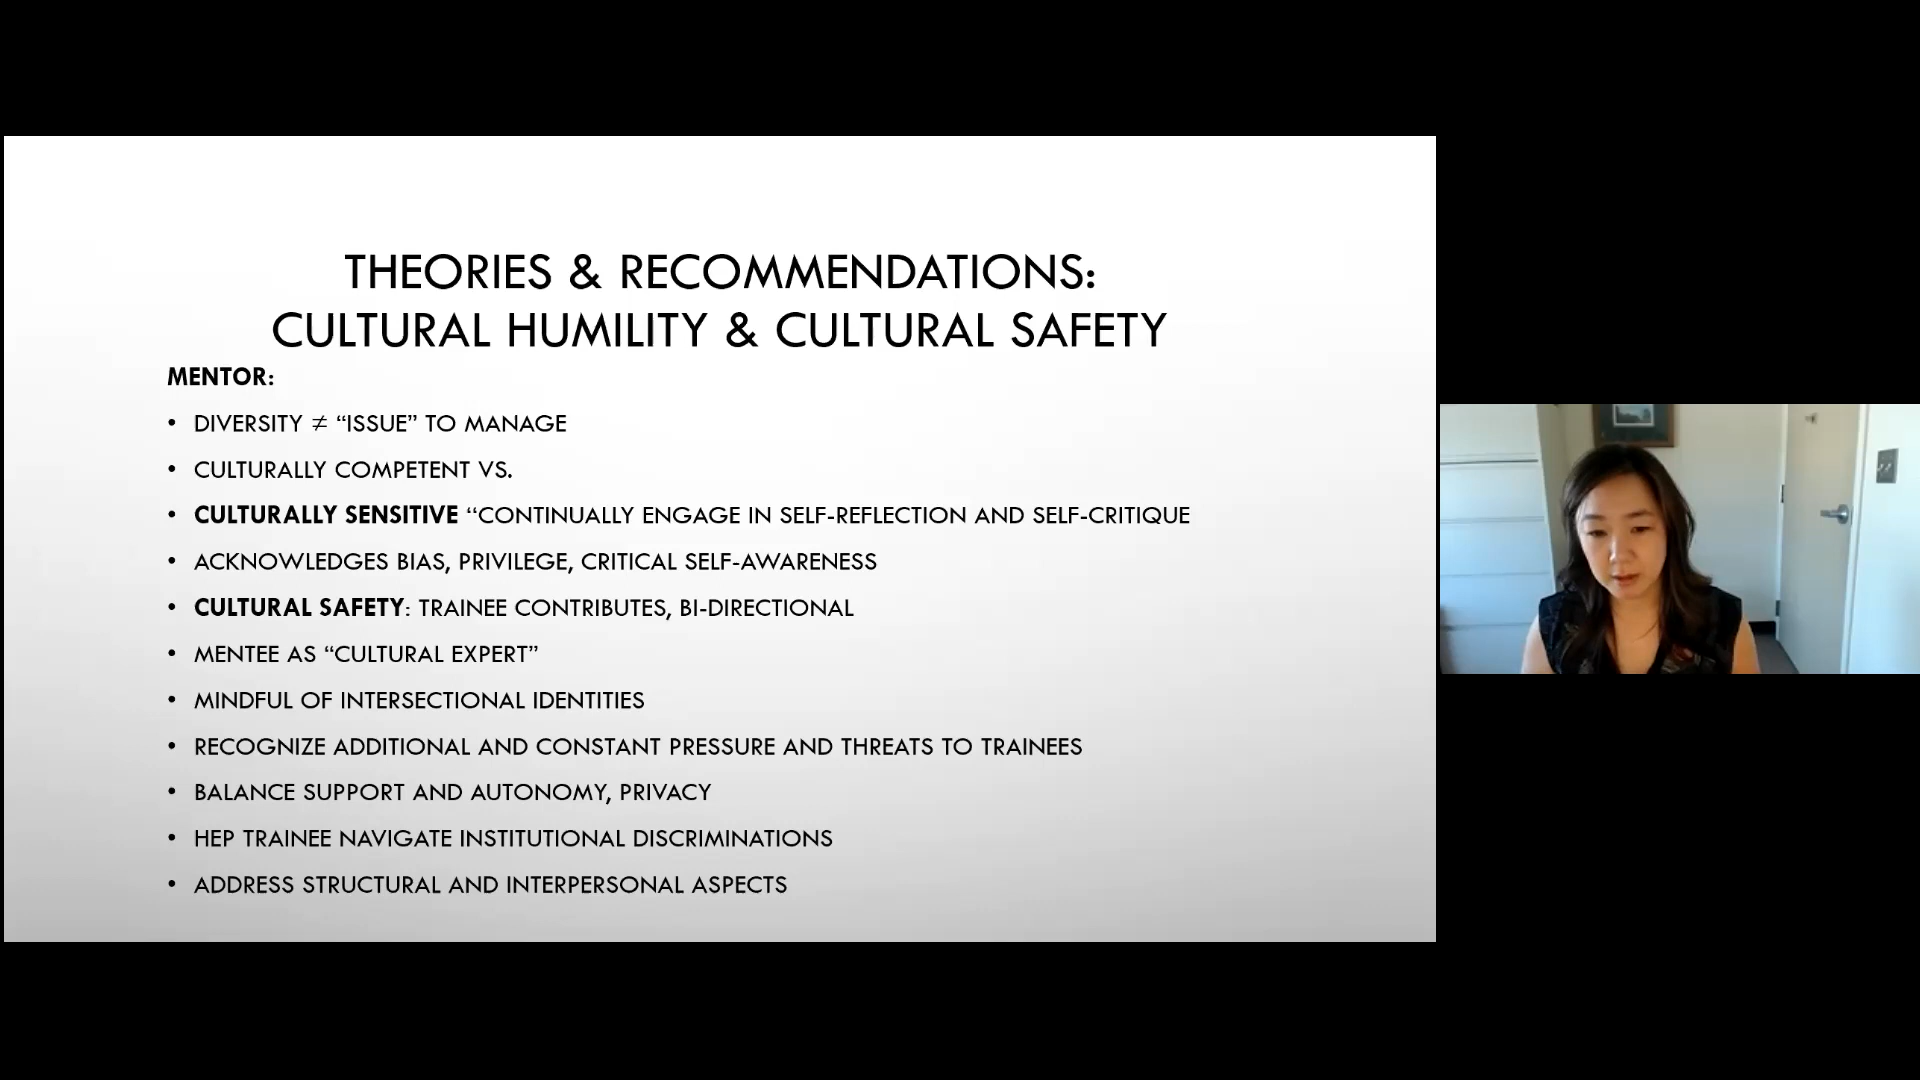 THEORIES & RECOMMENDATIONS:
CULTURAL HUMILITY & CULTURAL SAFETY
MENTOR:
• DIVERSITY ≠ “ISSUE” TO MANAGE
• CULTURALLY COMPETENT VS.
• CULTURALLY SENSITIVE “CONTINUALLY ENGAGE IN SELF-REFLECTION AND SELF-CRITIQUE
• ACKNOWLEDGES BIAS, PRIVILEGE, CRITICAL SELF-AWARENESS
• CULTURAL SAFETY: TRAINEE CONTRIBUTES, BI-DIRECTIONAL
• MENTEE AS “CULTURAL EXPERT”
• MINDFUL OF INTERSECTIONAL IDENTITIES
• RECOGNIZE ADDITIONAL AND CONSTANT PRESSURE AND THREATS TO TRAINEES
• BALANCE SUPPORT AND AUTONOMY, PRIVACY
• HEP TRAINEE NAVIGATE INSTITUTIONAL DISCRIMINATIONS
• ADDRESS STRUCTURAL AND INTERPERSONAL ASPECTS